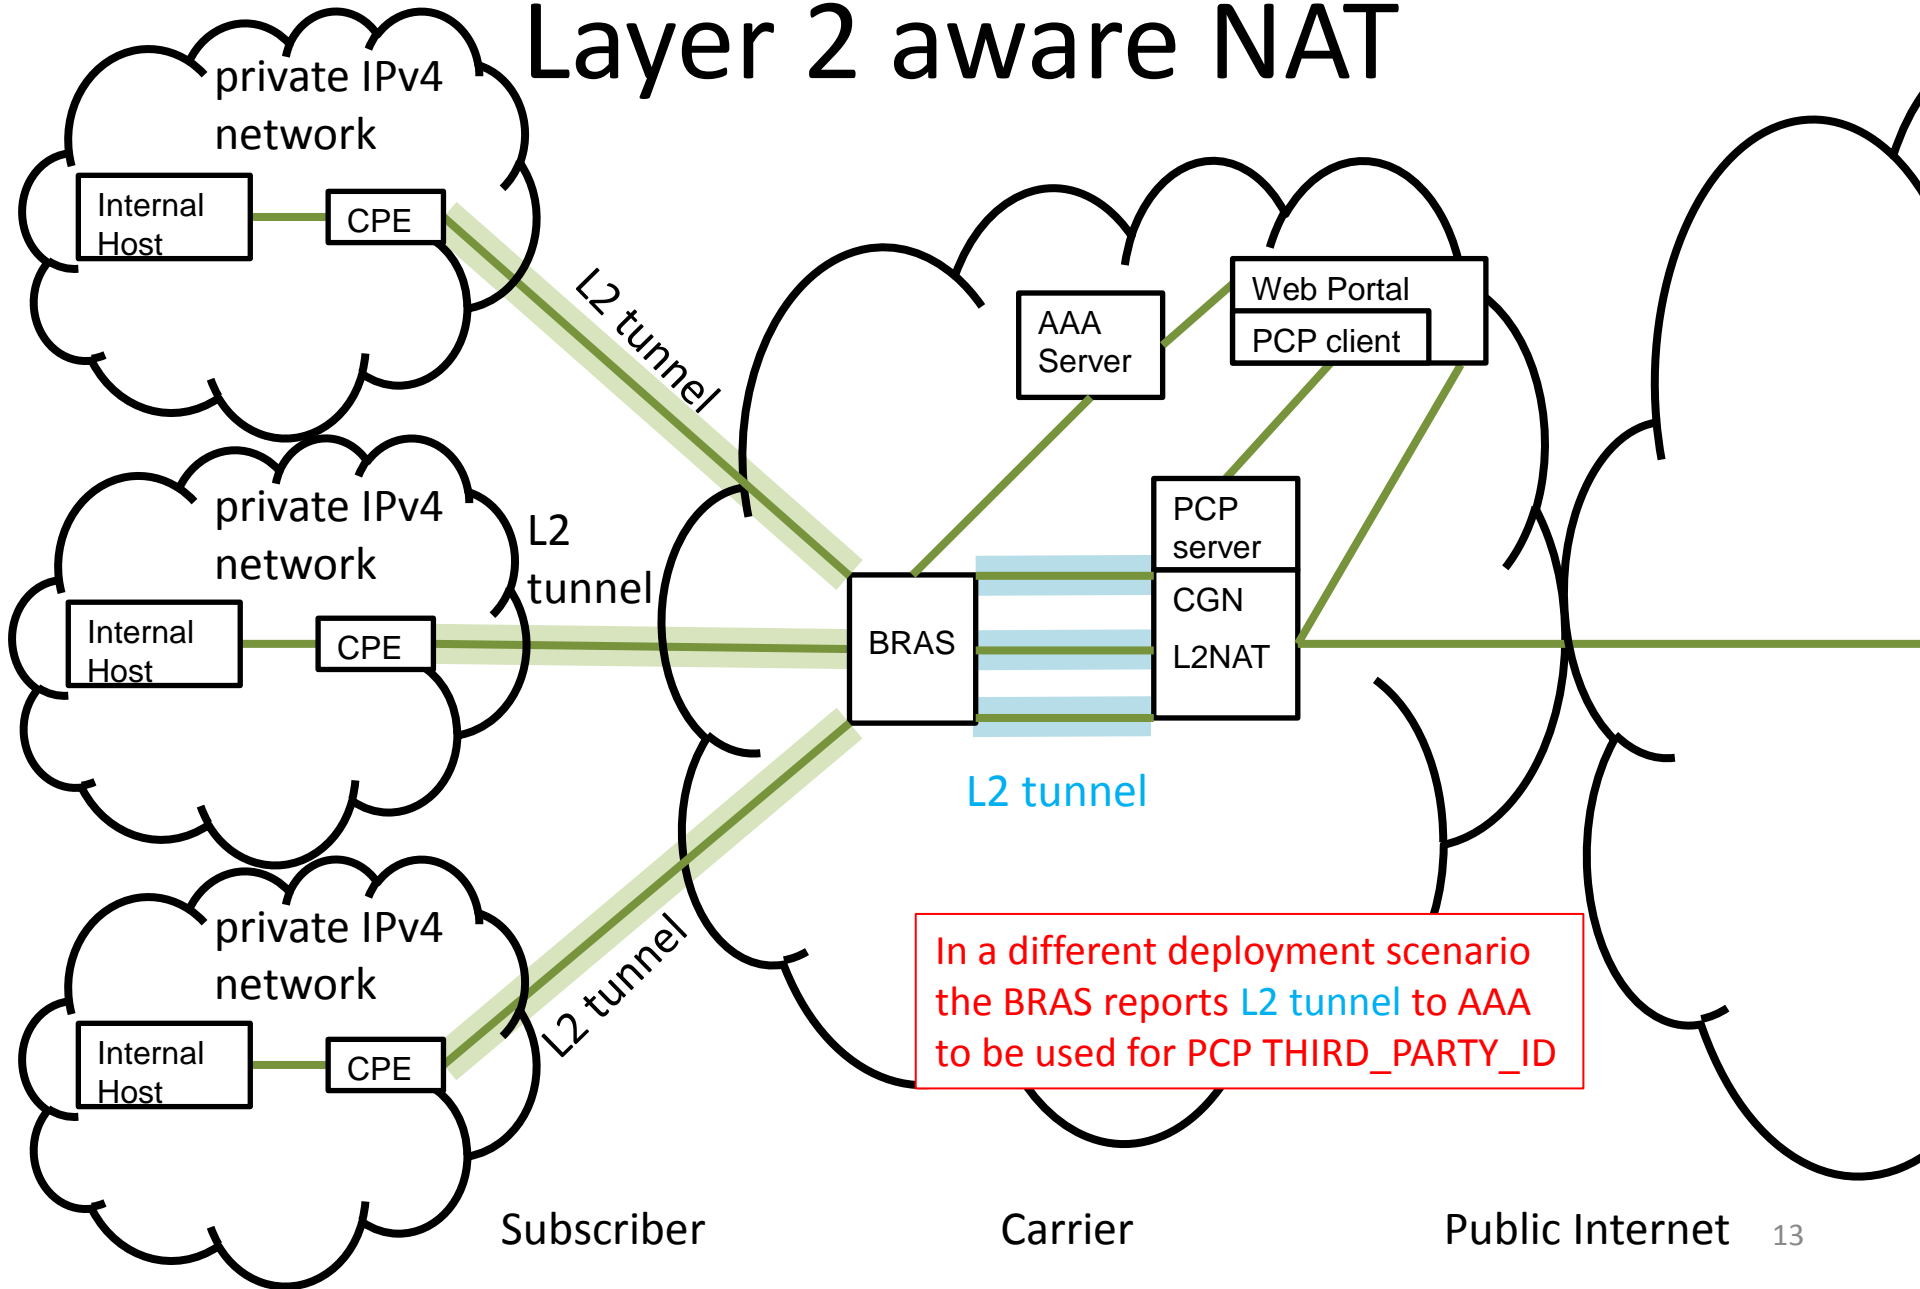 Layer 2 aware NAT
private IPv4
network
Internal
Host
CPE
L2 tunnel
private IPv4
network
Internal
Host
CPE
L2
tunnel
private IPv4
network
Internal
Host
CPE
L2 tunnel
AAA
Server
Web Portal
PCP client
PCP
server
CGN
L2NAT
BRAS
L2 tunnel
In a different deployment scenario
the BRAS reports L2 tunnel to AAA
to be used for PCP THIRD_PARTY_ID
Subscriber
Carrier
Public Internet
13